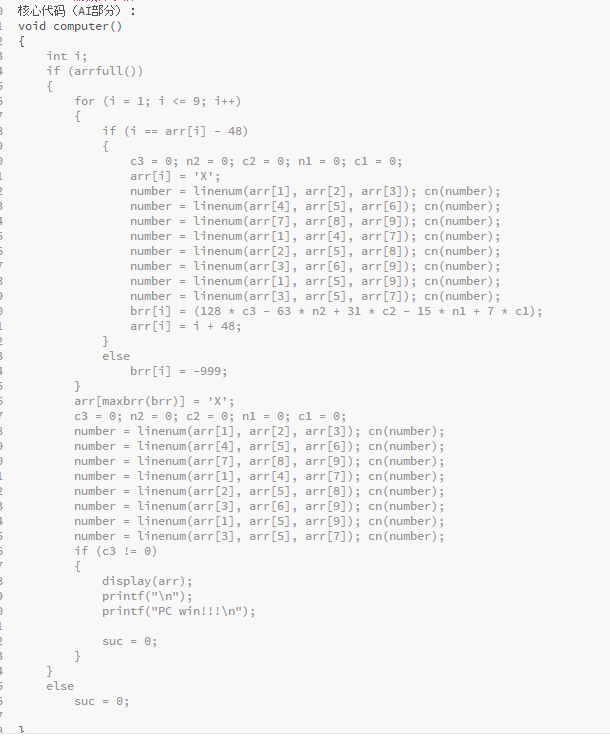 核心代码（AI部分）：
void computer()
{
    int i;
    if (arrfull())
    {
        for (i = 1; i <= 9; i++)
        {
            if (i == arr[i] - 48)
            {
                c3 = 0; n2 = 0; c2 = 0; n1 = 0; c1 = 0;
                arr[i] = 'X';
                number = linenum(arr[1], arr[2], arr[3]); cn(number);
                number = linenum(arr[4], arr[5], arr[6]); cn(number);
                number = linenum(arr[7], arr[8], arr[9]); cn(number);
                number = linenum(arr[1], arr[4], arr[7]); cn(number);
                number = linenum(arr[2], arr[5], arr[8]); cn(number);
                number = linenum(arr[3], arr[6], arr[9]); cn(number);
                number = linenum(arr[1], arr[5], arr[9]); cn(number);
                number = linenum(arr[3], arr[5], arr[7]); cn(number);
                brr[i] = (128 * c3 - 63 * n2 + 31 * c2 - 15 * n1 + 7 * c1);
                arr[i] = i + 48;
            }
            else
                brr[i] = -999;
        }
        arr[maxbrr(brr)] = 'X';
        c3 = 0; n2 = 0; c2 = 0; n1 = 0; c1 = 0;
        number = linenum(arr[1], arr[2], arr[3]); cn(number);
        number = linenum(arr[4], arr[5], arr[6]); cn(number);
        number = linenum(arr[7], arr[8], arr[9]); cn(number);
        number = linenum(arr[1], arr[4], arr[7]); cn(number);
        number = linenum(arr[2], arr[5], arr[8]); cn(number);
        number = linenum(arr[3], arr[6], arr[9]); cn(number);
        number = linenum(arr[1], arr[5], arr[9]); cn(number);
        number = linenum(arr[3], arr[5], arr[7]); cn(number);
        if (c3 != 0)
        {
            display(arr);
            printf("\n");
            printf("PC win!!!\n");
            suc = 0;
        }
    }
    else
        suc = 0;
}